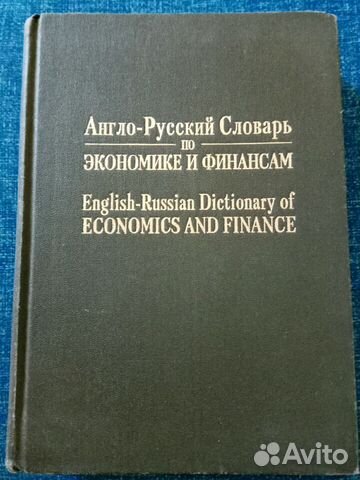 Англо-Русский Словарь
по
ЭКОНОМИКЕ И ФИНАНСАМ
English-Russian Dictionary of
ECONOMICS AND FINANCE
Avito